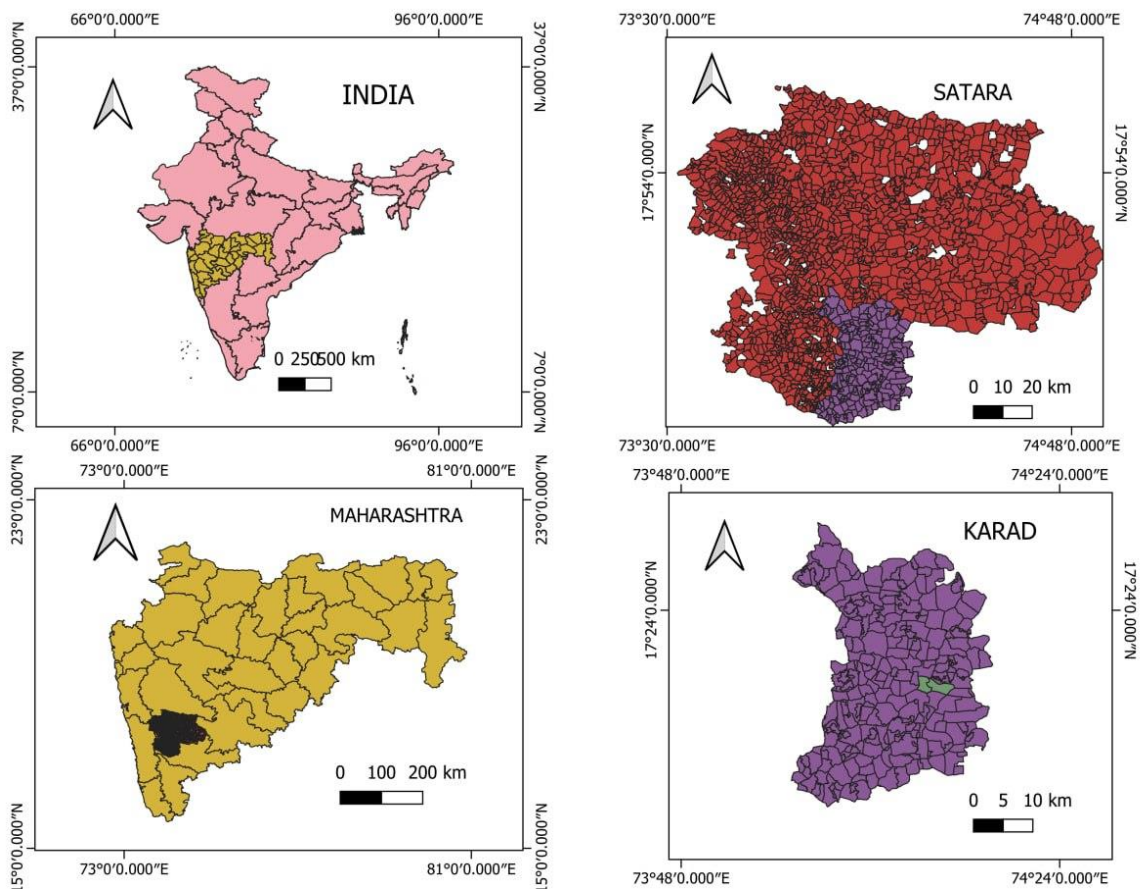 66°0'0.000"E 96°0'0.000"E
37°0'0.000"N 37°0'0.000"N
INDIA
0 250 500 km
7°0'0.000"N 7°0'0.000"N
66°0'0.000"E 96°0'0.000"E
73°30'0.000"E 74°48'0.000"E
SATARA
17°54'0.000"N 17°54'0.000"N
0 10 20 km
73°30'0.000"E 74°48'0.000"E
73°0'0.000"E 81°0'0.000"E
23°0'0.000"N 23°0'0.000"N
MAHARASHTRA
0 100 200 km
15°0'0.000"N 15°0'0.000"N
73°0'0.000"E 81°0'0.000"E
73°48'0.000"E 74°24'0.000"E
KARAD
17°24'0.000"N 17°24'0.000"N
0 5 10 km
73°48'0.000"E 74°24'0.000"E